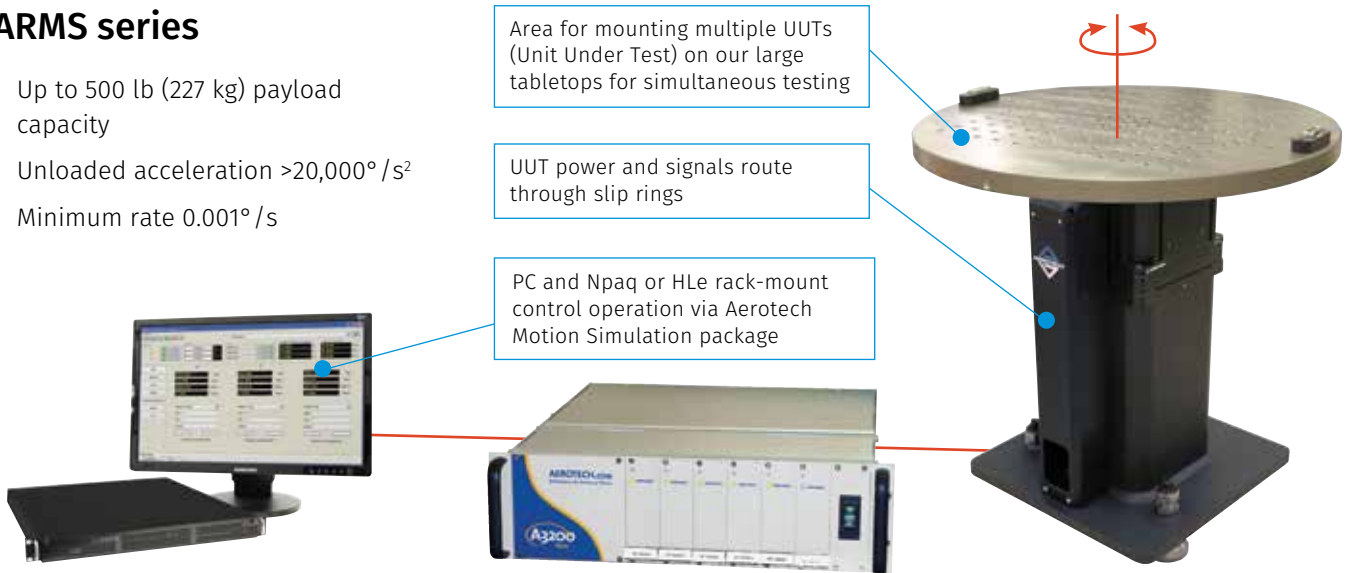 ARMS series
Up to 500 lb (227 kg) payload
capacity
Unloaded acceleration >20,000°/s²
Minimum rate 0.001°/s
Area for mounting multiple UUTs
(Unit Under Test) on our large
tabletops for simultaneous testing
UUT power and signals route
through slip rings
PC and Npaq or HLe rack-mount
control operation via Aerotech
Motion Simulation package
AEROTECH.com
A3200